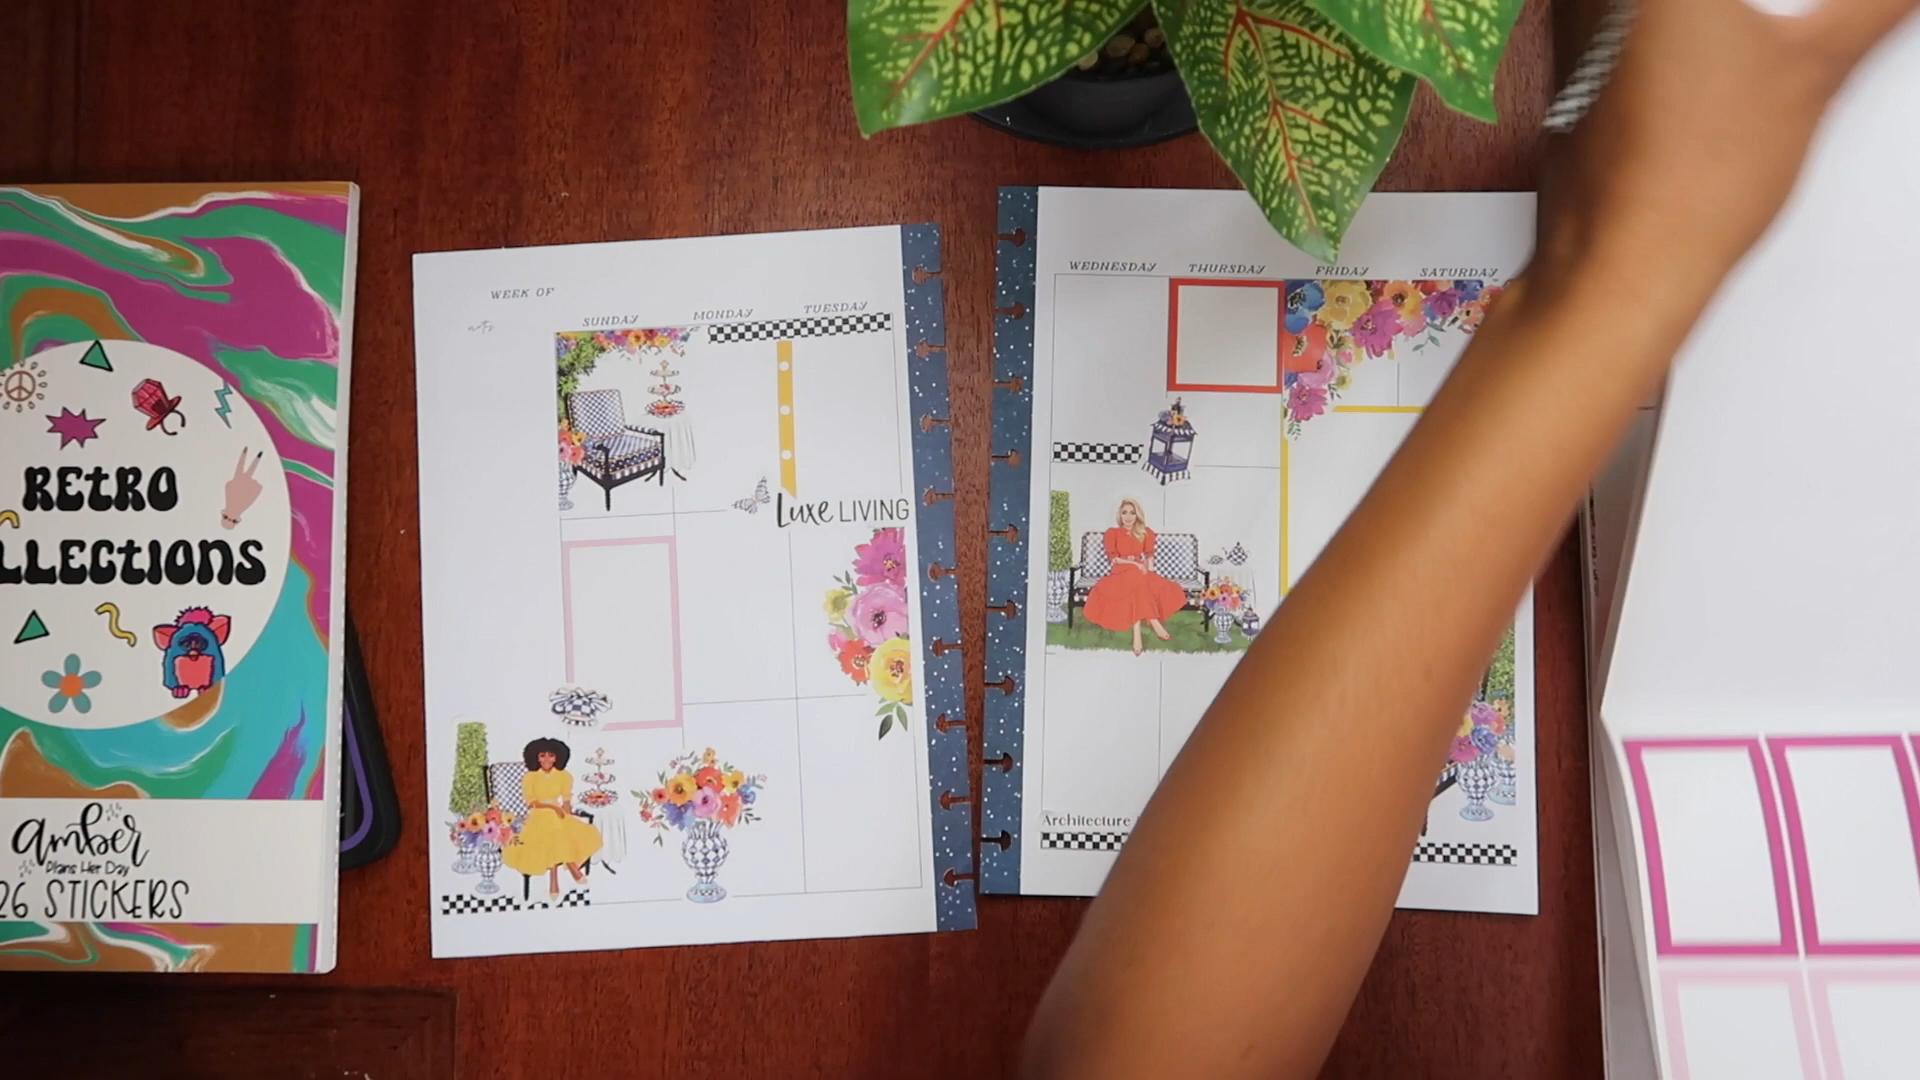 RETRO
LLECTIONS
amber
Plans Her Day
26 STICKERS
WEEK OF
notes
SUNDAY
MONDAY
TUESDAY
Luxe LIVING
WEDNESDAY
THURSDAY
FRIDAY
SATURDAY
Architecture